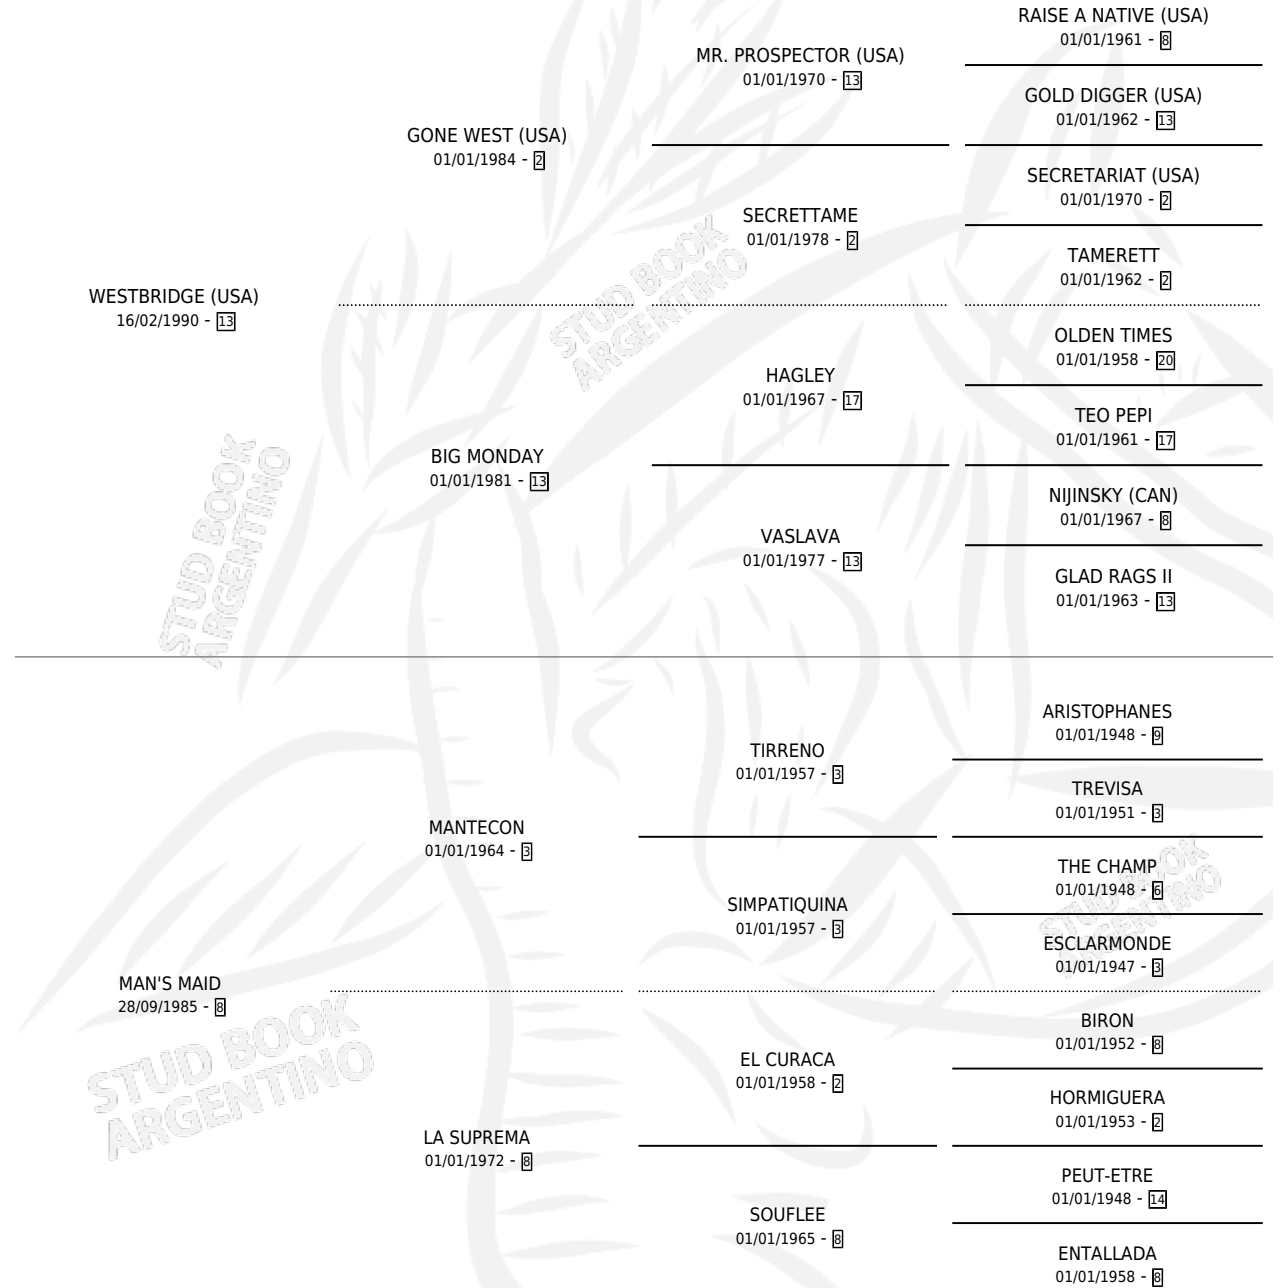 RAISE A NATIVE (USA)
01/01/1961 - 8
MR. PROSPECTOR (USA)
01/01/1970 - 13
GOLD DIGGER (USA)
01/01/1962 - 13
GONE WEST (USA)
01/01/1984 - 2
SECRETARIAT (USA)
01/01/1970 - 2
SECRETTAME
01/01/1978 - 2
TAMERETT
01/01/1962 - 2
WESTBRIDGE (USA)
16/02/1990 - 13
OLDEN TIMES
01/01/1958 - 20
HAGLEY
01/01/1967 - 17
TEO PEPI
01/01/1961 - 17
BIG MONDAY
01/01/1981 - 13
NIJINSKY (CAN)
01/01/1967 - 8
VASLAVA
01/01/1977 - 13
GLAD RAGS II
01/01/1963 - 13
STUD BOOK
ARGENTINO
STUD BOOK
ARGENTINO
ARISTOPHANES
01/01/1948 - 9
TIRRENO
01/01/1957 - 3
TREVISA
01/01/1951 - 3
MANTECON
01/01/1964 - 3
THE CHAMP
01/01/1948 - 6
SIMPATIQUINA
01/01/1957 - 3
ESCLARMONDE
01/01/1947 - 3
STUD BOOK
ARGENTINO
MAN'S MAID
28/09/1985 - 8
BIRON
01/01/1952 - 8
EL CURACA
01/01/1958 - 2
HORMIGUERA
01/01/1953 - 2
LA SUPREMA
01/01/1972 - 8
PEUT-ETRE
01/01/1948 - 14
SOUFLEE
01/01/1965 - 8
ENTALLADA
01/01/1958 - 8
STUD BOOK
ARGENTINO